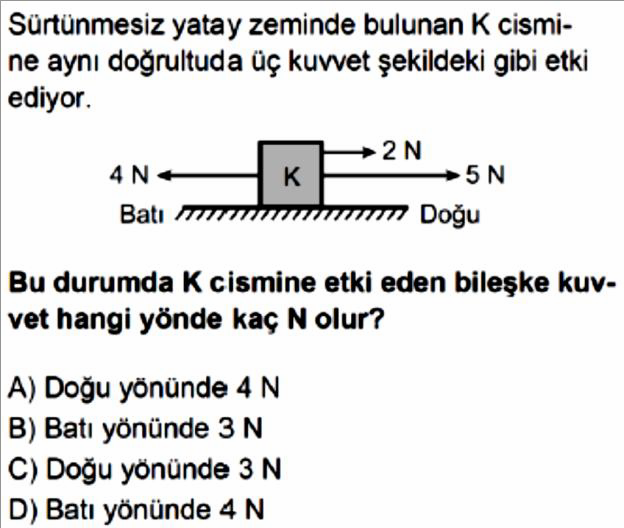 Sürtünmesiz yatay zeminde bulunan K cismi-
ne aynı doğrultuda üç kuvvet şekildeki gibi etki
ediyor.
2 N
4 N K 5 N
Batı Doğu
Bu durumda K cismine etki eden bileşke kuv-
vet hangi yönde kaç N olur?
A) Doğu yönünde 4 N
B) Batı yönünde 3 N
C) Doğu yönünde 3 N
D) Batı yönünde 4 N